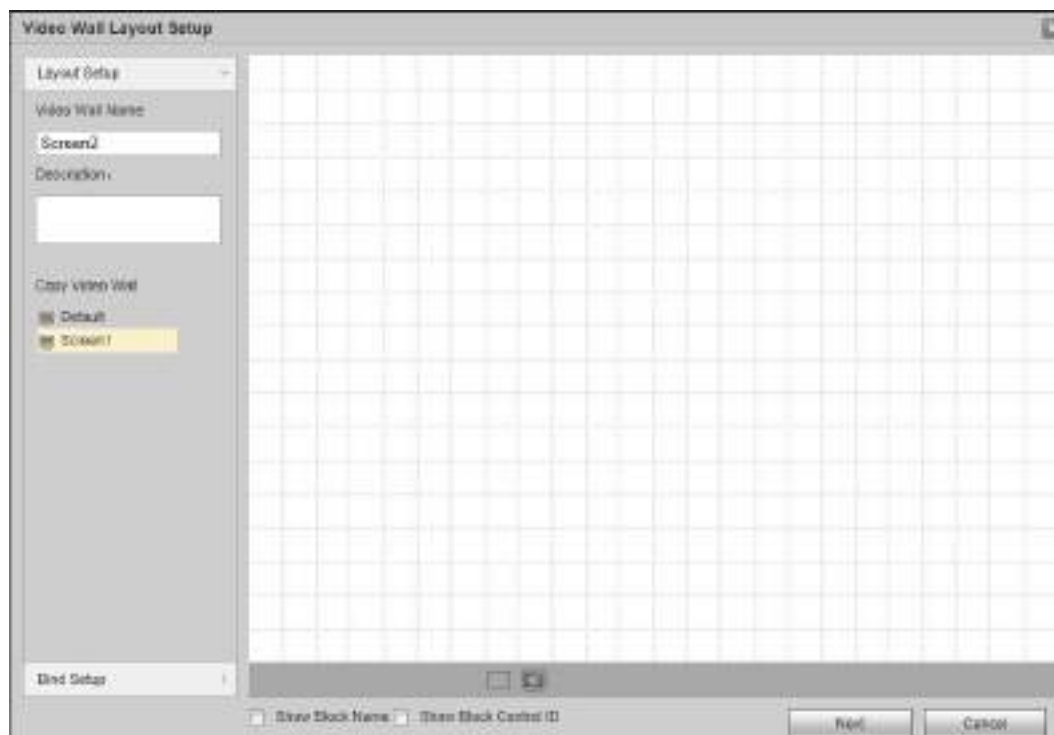 Video Wall Layout Setup
Layout Setup
Video Wall Name
Screen2
Description:
Copy Video Wall
Default
Screen1
Bind Setup
Show Block Name
Show Block Control ID
Next
Cancel